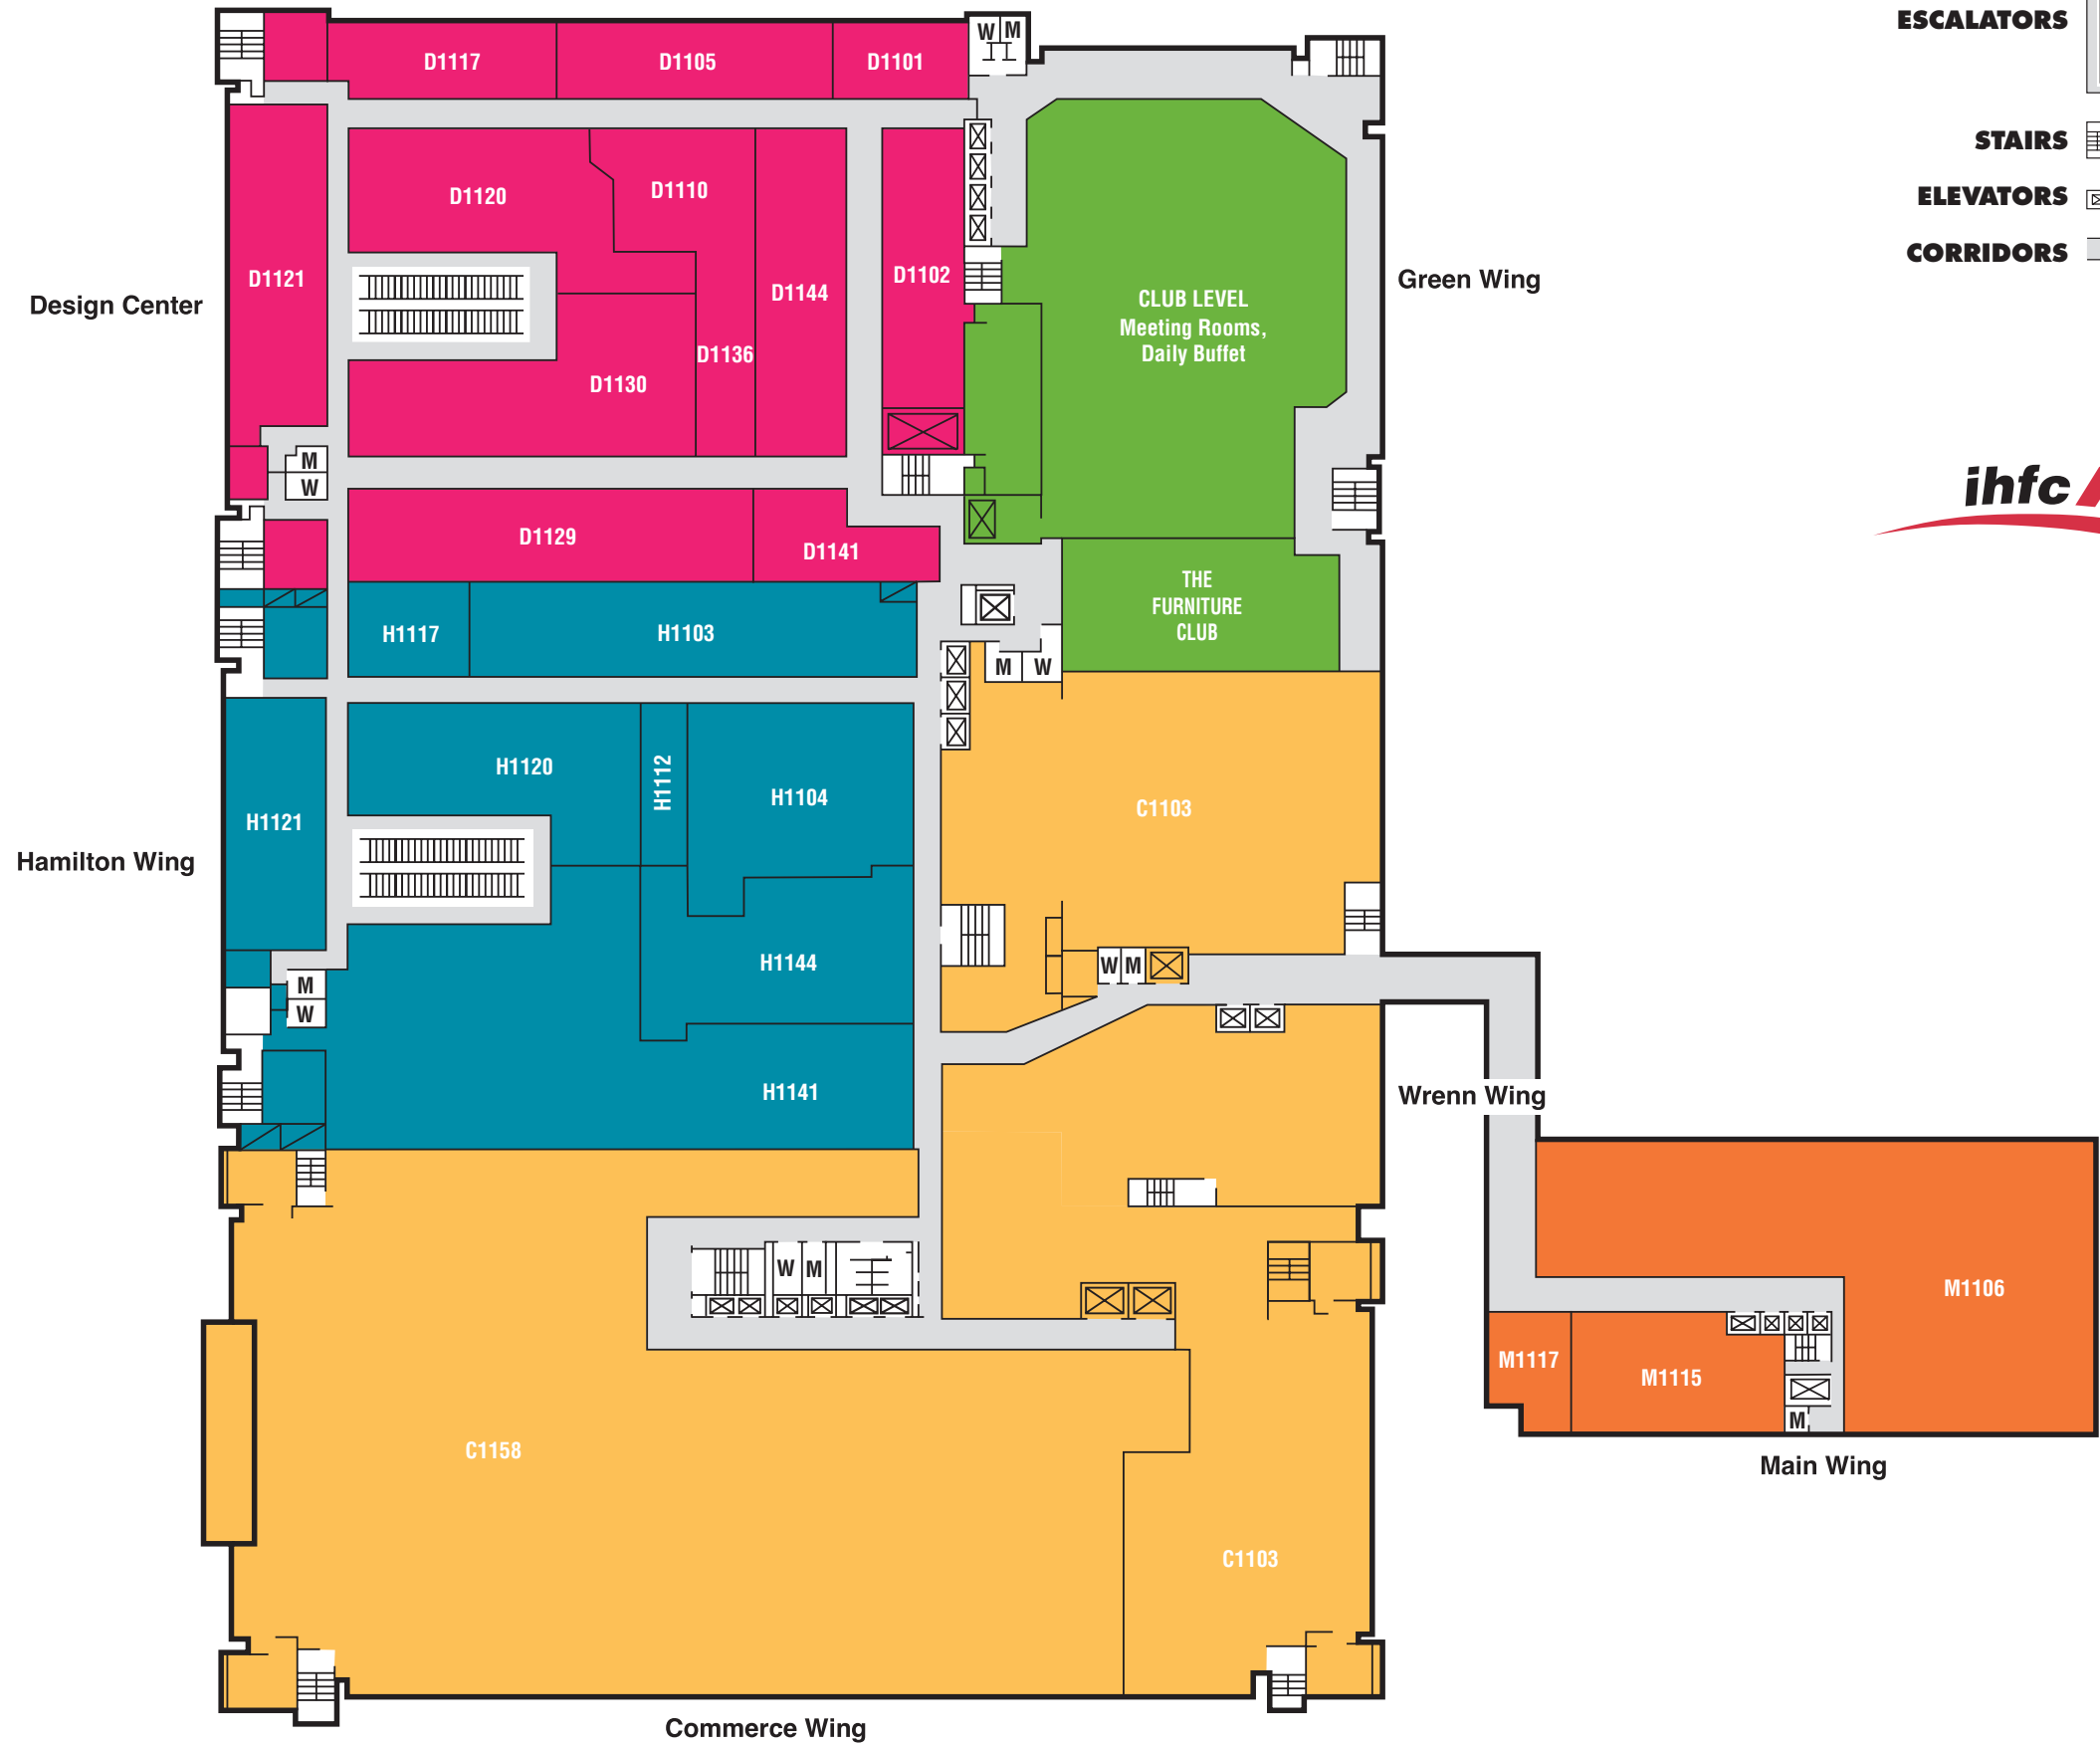 ESCALATORS
W M
D1117
D1105
D1101
STAIRS
ELEVATORS
CORRIDORS
D1120
D1110
D1121
D1144
D1102
Design Center
Green Wing
CLUB LEVEL
Meeting Rooms,
Daily Buffet
D1136
D1130
M
W
ihfc
D1129
D1141
THE
FURNITURE
CLUB
H1117
H1103
M W
H1120
H1112
H1104
C1103
H1121
Hamilton Wing
H1144
W M
M
W
H1141
Wrenn Wing
W M
M1106
M1117
M1115
M
C1158
Main Wing
C1103
Commerce Wing